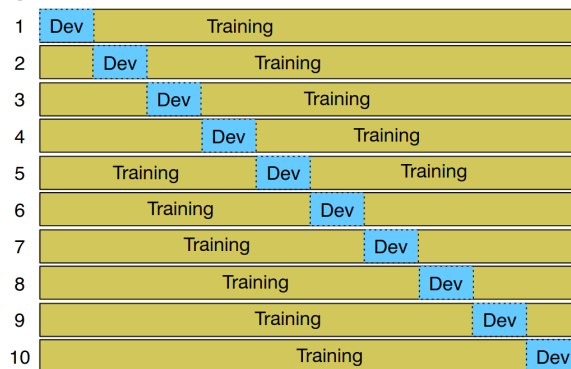 1 Dev Training
2 Dev Training
3 Dev Training
4 Dev Training
5 Training Dev Training
6 Training Dev
7 Training Dev
8 Training Dev
9 Training Dev
10 Training Dev